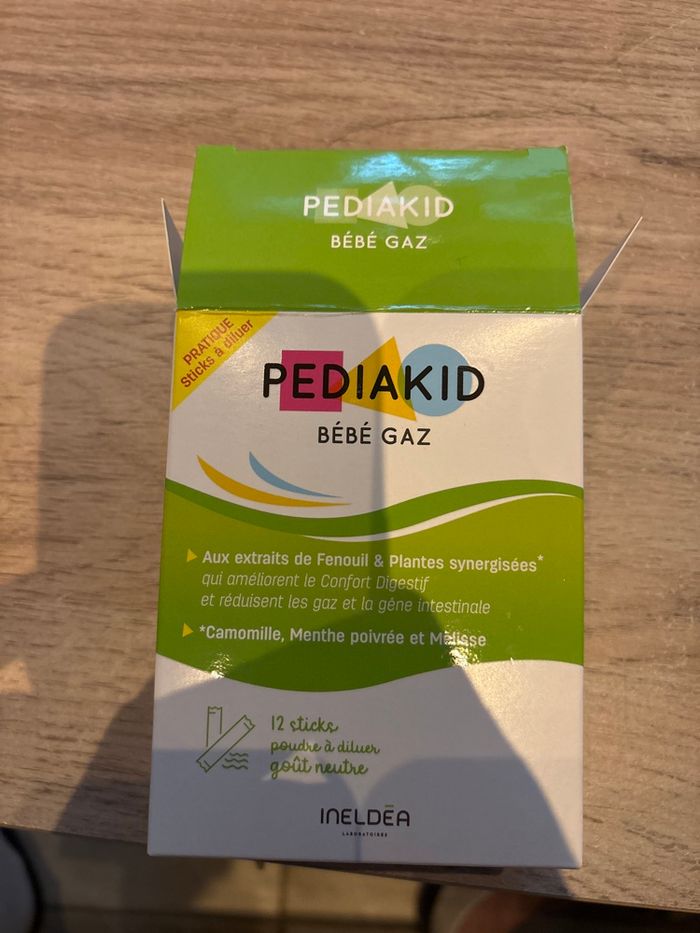 PEDIAKID
BÉBÉ GAZ
PRATIQUE
Sticks à diluer
PEDIAKID
BÉBÉ GAZ
Aux extraits de Fenouil & Plantes synergisées*
qui améliorent le Confort Digestif
et réduisent les gaz et la gêne intestinale
*Camomille, Menthe poivrée et Mélisse
12 sticks
poudre à diluer
goût neutre
INELDĒA
LABORATOIRES